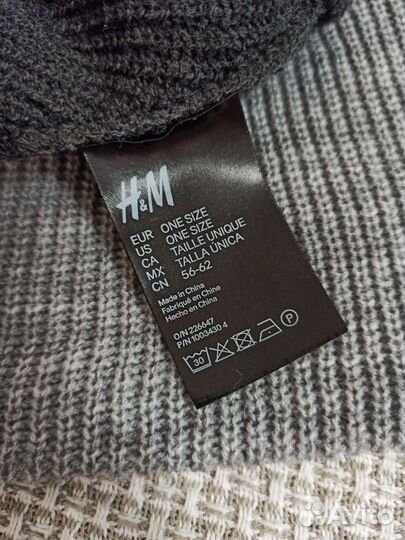 H&M
EUR ONE SIZE
US ONE SIZE
CA TAILLE UNIQUE
MX TALLA ÚNICA
CN 56-62
Made in China
Fabriqué en Chine
Hecho en China
O/N 226647
P/N 1003430 4
30 P
Avito